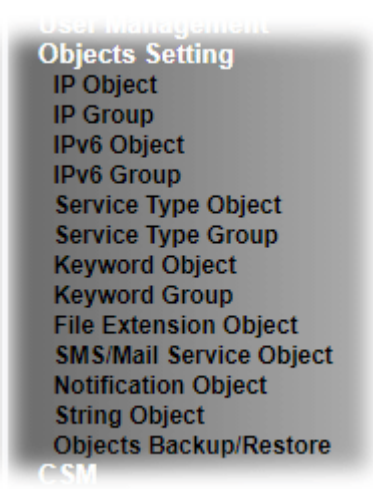 User Management
Objects Setting
IP Object
IP Group
IPv6 Object
IPv6 Group
Service Type Object
Service Type Group
Keyword Object
Keyword Group
File Extension Object
SMS/Mail Service Object
Notification Object
String Object
Objects Backup/Restore
CSM